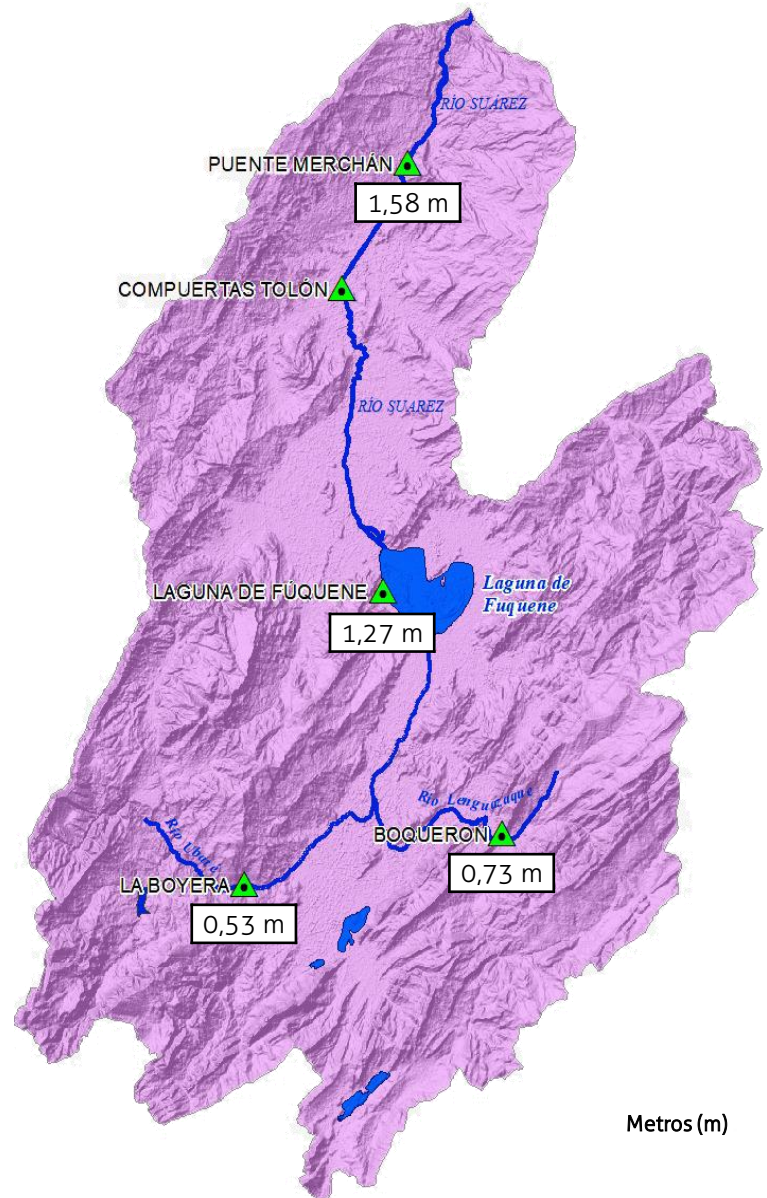 RÍO SUÁREZ
PUENTE MERCHÁN
1,58 m
COMPUERTAS TOLÓN
RÍO SUAREZ
LAGUNA DE FÚQUENE
Laguna de
Fuquene
1,27 m
Río Lenguazaque
Río Ubaté
BOQUERON
0,73 m
LA BOYERA
0,53 m
Metros (m)